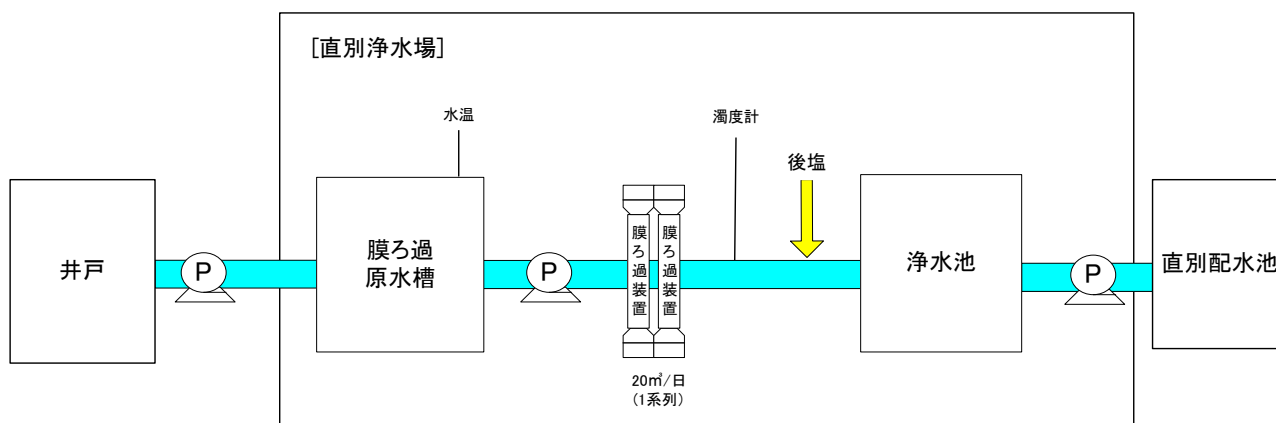 [直別浄水場]
水温
濁度計
後塩
井戸
P
膜ろ過
原水槽
P
膜ろ過装置
膜ろ過装置
浄水池
P
直別配水池
20㎥/日
(1系列)